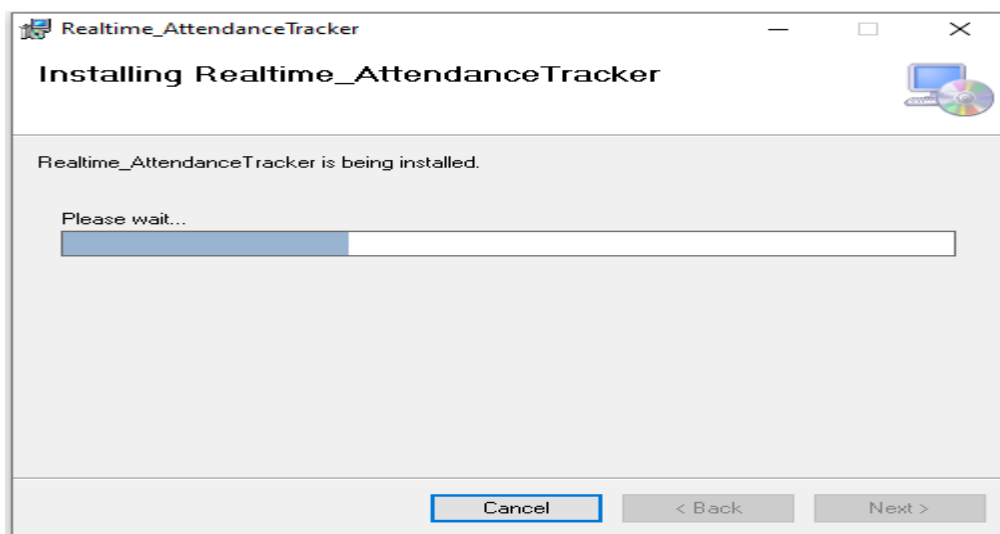 Realtime_AttendanceTracker
Installing Realtime_AttendanceTracker
Realtime_AttendanceTracker is being installed.
Please wait...
Cancel
< Back
Next >